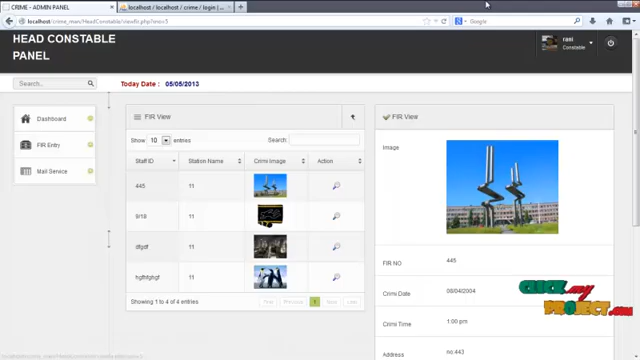 CRIME - ADMIN PANEL
localhost / localhost / crime / login |...
localhost/crime_man/HeadConstable/viewfir.php?sno=5
Google
HEAD CONSTABLE
PANEL
rani
Constable
Search...
Today Date : 05/05/2013
Dashboard
FIR Entry
Mail Service
FIR View
Show 10 entries
Search:
Staff ID
Station Name
Crimi Image
Action
445
11
9/18
11
dfgdf
11
hgfhfghgf
11
Showing 1 to 4 of 4 entries
First
Previous
1
Next
Last
FIR View
Image
FIR NO
445
Crimi Date
08/04/2004
Crimi Time
1:00 pm
Address
no 443
CLICK my
PROJECT.com